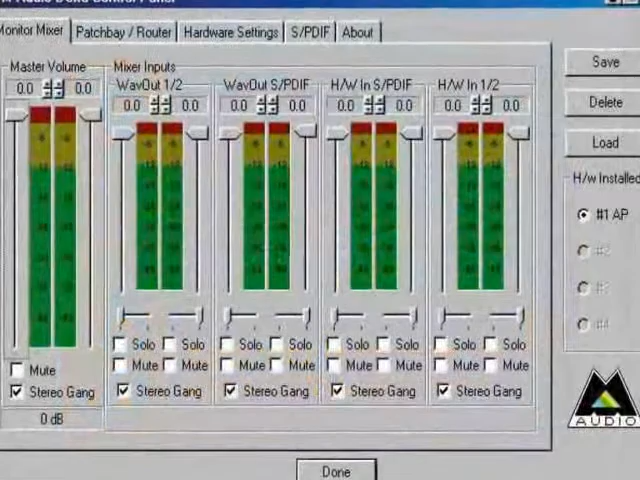 Monitor Mixer Patchbay / Router Hardware Settings S/PDIF About
Master Volume
0.0 0.0
Mute
Stereo Gang
0 dB
Mixer Inputs
WavOut 1/2 WavOut S/PDIF H/W In S/PDIF H/W In 1/2
0.0 0.0 0.0 0.0 0.0 0.0 0.0 0.0
Solo Solo Solo Solo Solo Solo Solo Solo
Mute Mute Mute Mute Mute Mute Mute Mute
Stereo Gang Stereo Gang Stereo Gang Stereo Gang
Save
Delete
Load
H/w Installed
#1 AP
#2
#3
#4
M
AUDIO
Done